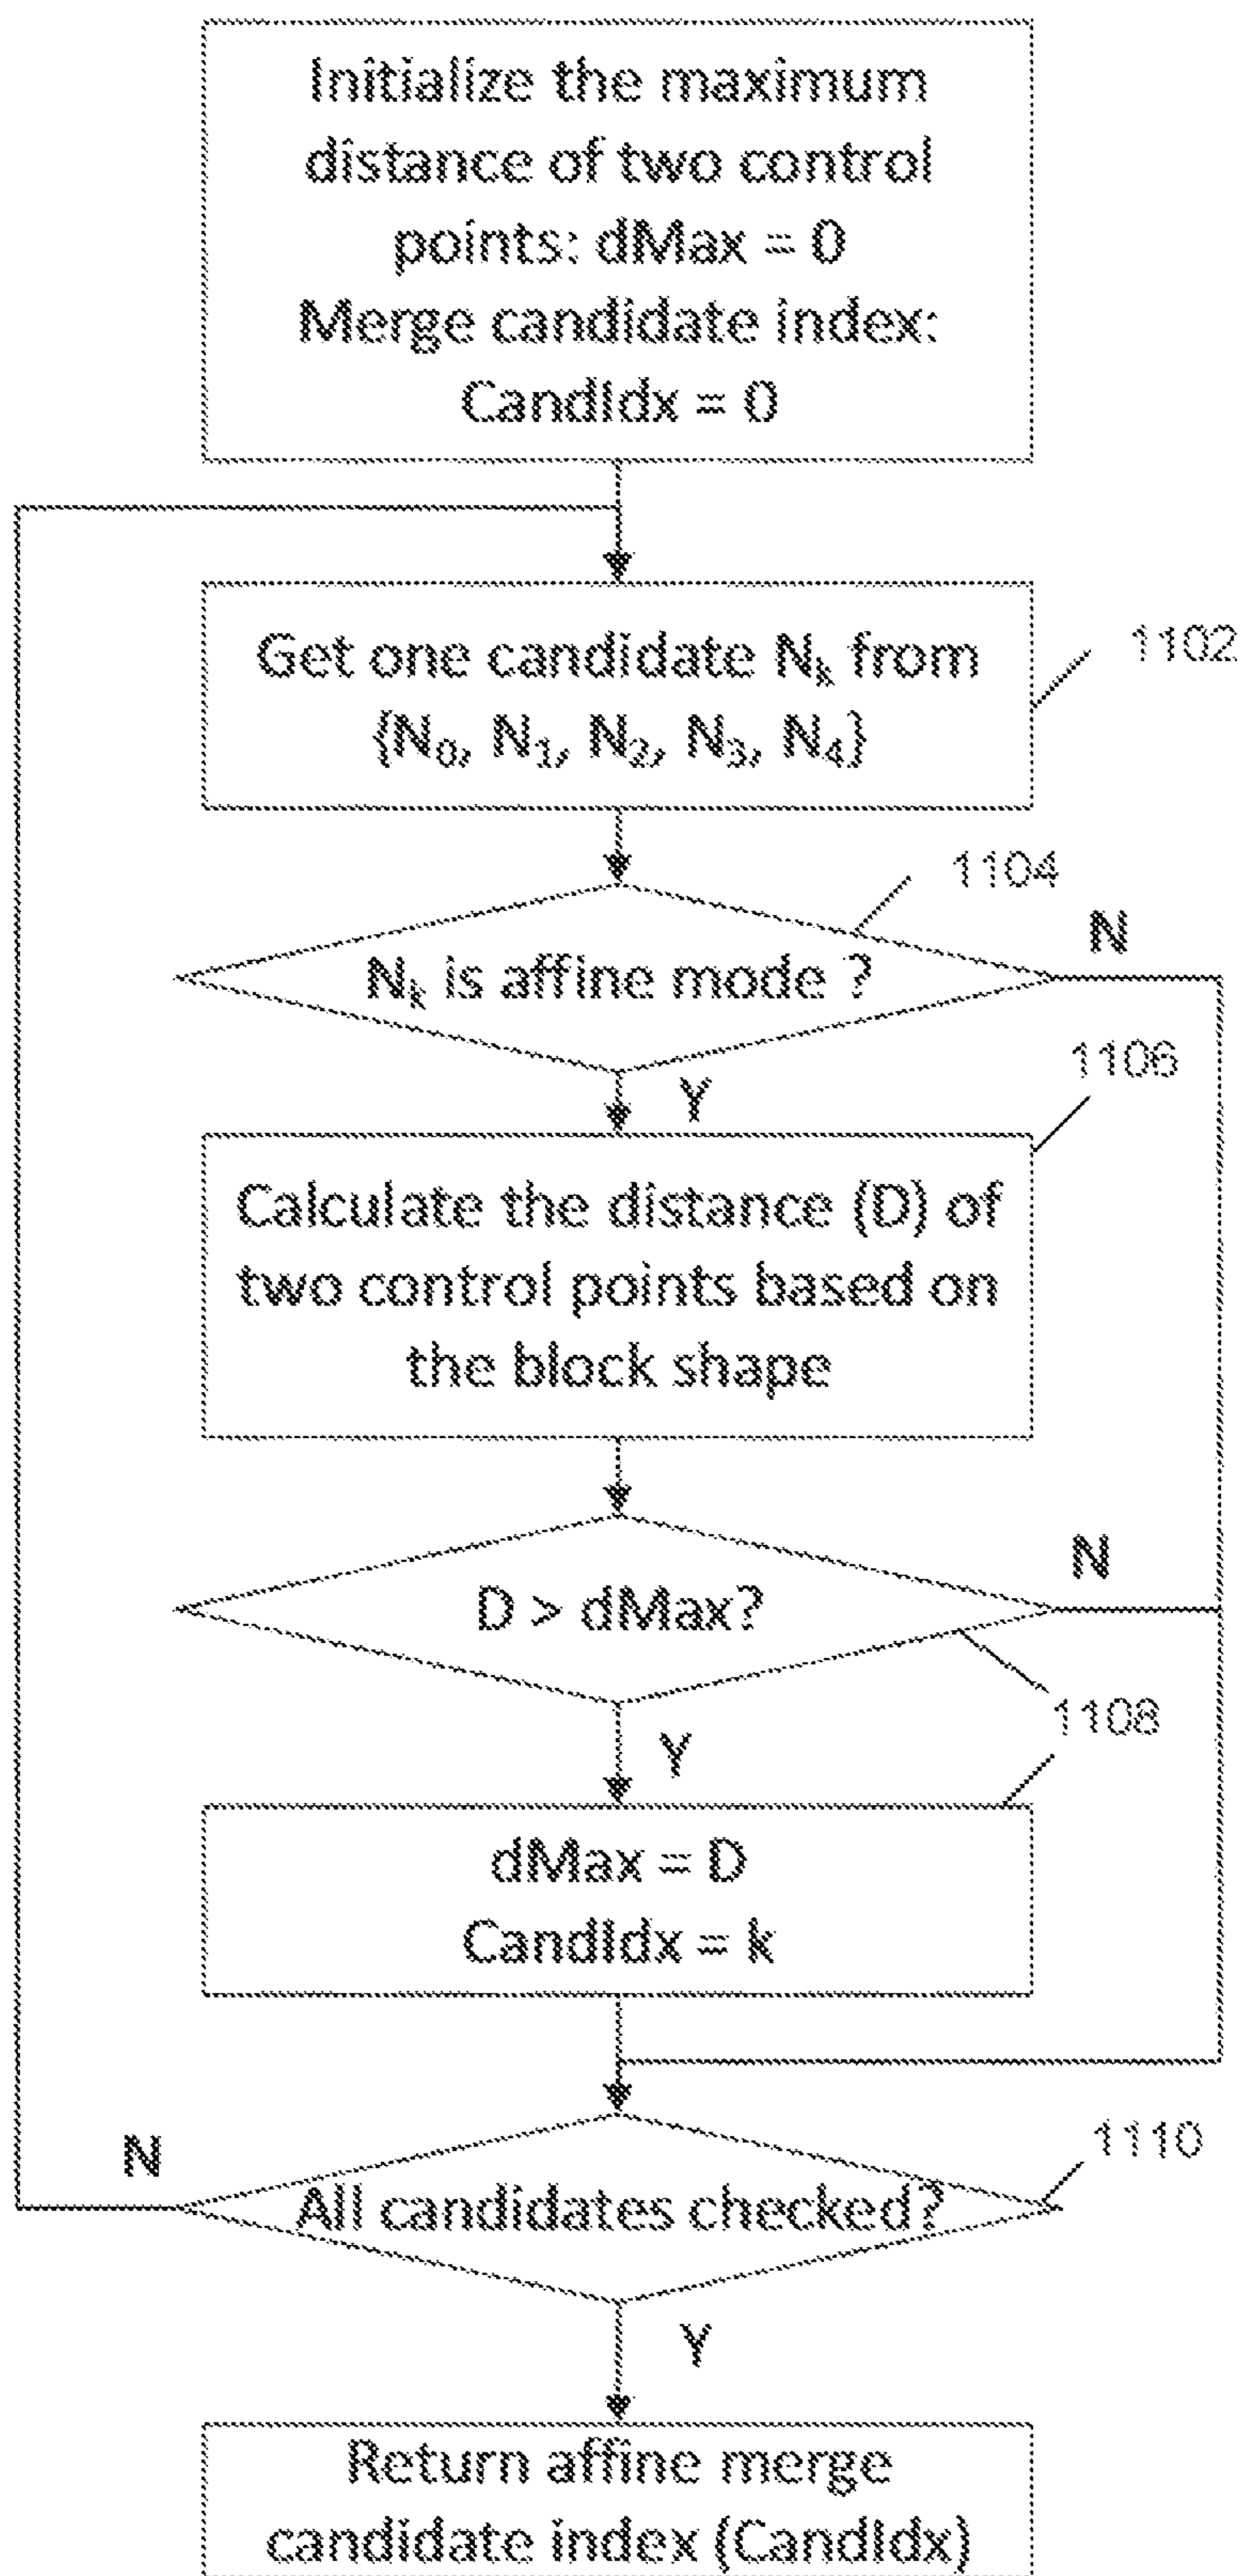 Initialize the maximum
distance of two control
points: dMax = 0
Merge candidate index:
CandIdx = 0
Get one candidate Nₖ from
{N₀, N₁, N₂, N₃, N₄}
1102
1104
Nₖ is affine mode ?
N
Y
1106
Calculate the distance (D) of
two control points based on
the block shape
D > dMax?
N
1108
Y
dMax = D
CandIdx = k
N
All candidates checked?
1110
Y
Return affine merge
candidate index (CandIdx)